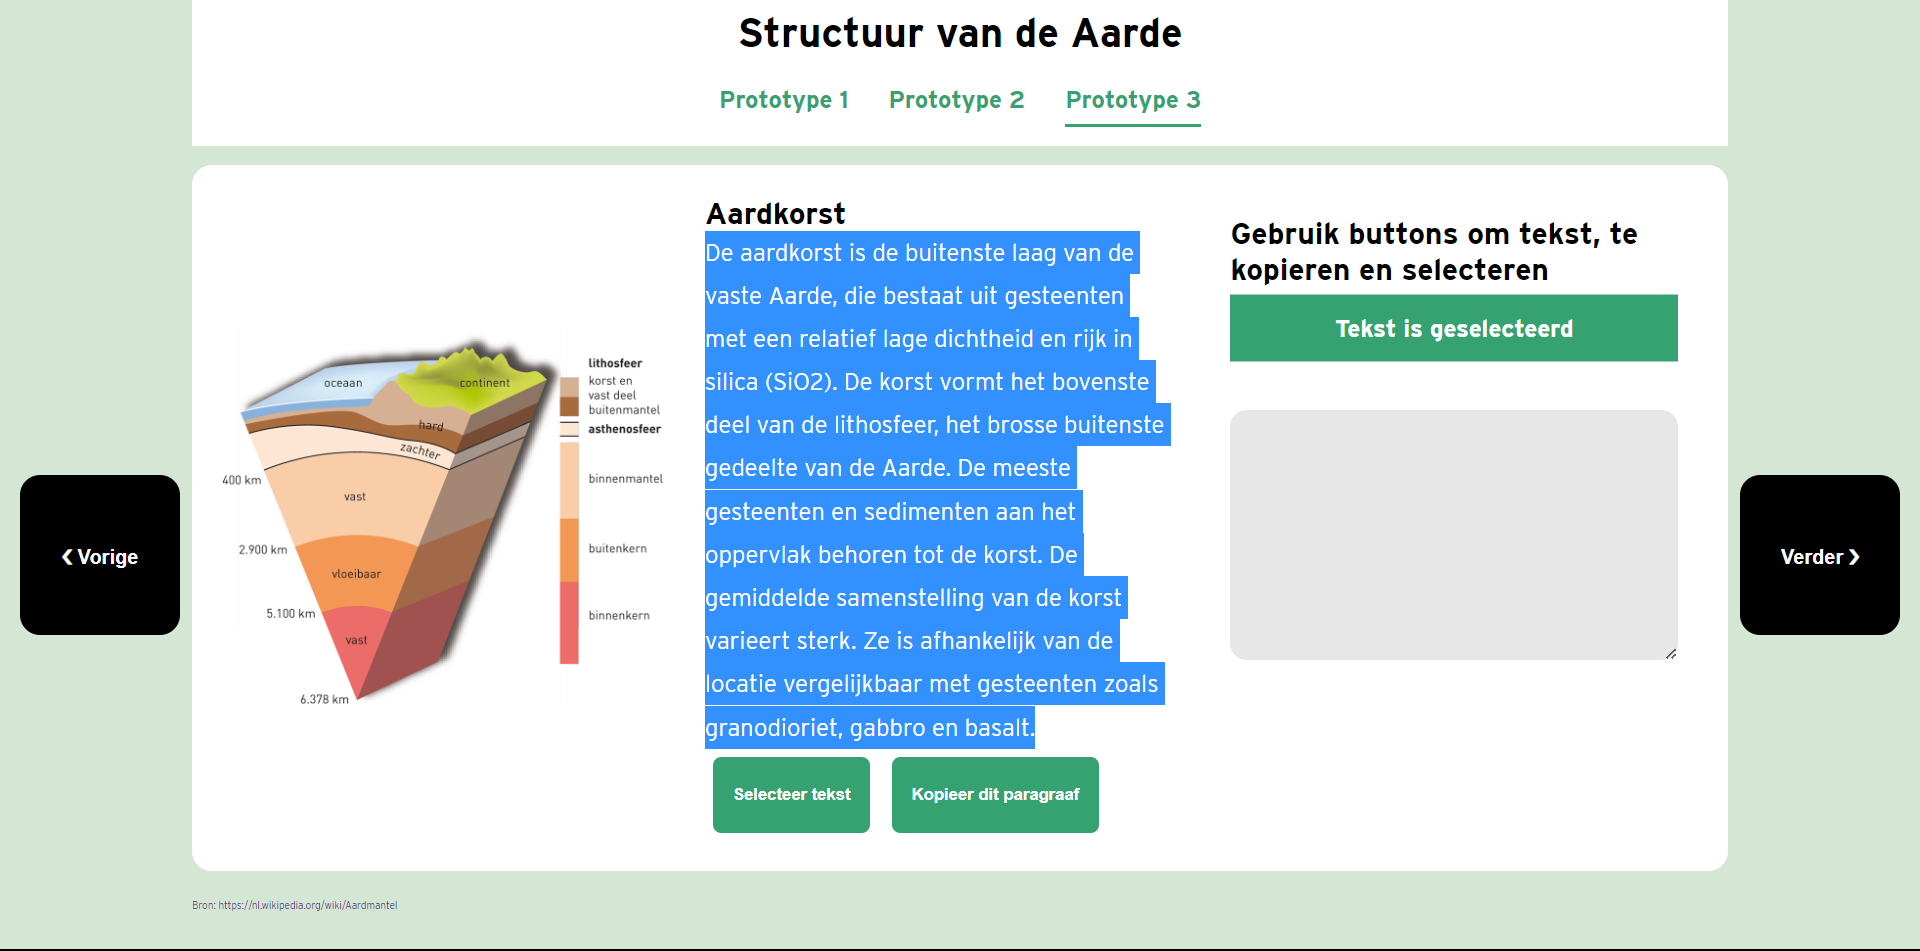 Structuur van de Aarde
Prototype 1 Prototype 2 Prototype 3
oceaan
continent
hard
zachter
400 km
vast
2.900 km
vloeibaar
5.100 km
vast
6.378 km
lithosfeer
korst en
vast deel
buitenmantel
asthenosfeer
binnenmantel
buitenkern
binnenkern
Aardkorst
De aardkorst is de buitenste laag van de
vaste Aarde, die bestaat uit gesteenten
met een relatief lage dichtheid en rijk in
silica (SiO2). De korst vormt het bovenste
deel van de lithosfeer, het brosse buitenste
gedeelte van de Aarde. De meeste
gesteenten en sedimenten aan het
oppervlak behoren tot de korst. De
gemiddelde samenstelling van de korst
varieert sterk. Ze is afhankelijk van de
locatie vergelijkbaar met gesteenten zoals
granodioriet, gabbro en basalt.
Selecteer tekst
Kopieer dit paragraaf
Gebruik buttons om tekst, te
kopieren en selecteren
Tekst is geselecteerd
❮ Vorige
Verder ❯
Bron: https://nl.wikipedia.org/wiki/Aardmantel